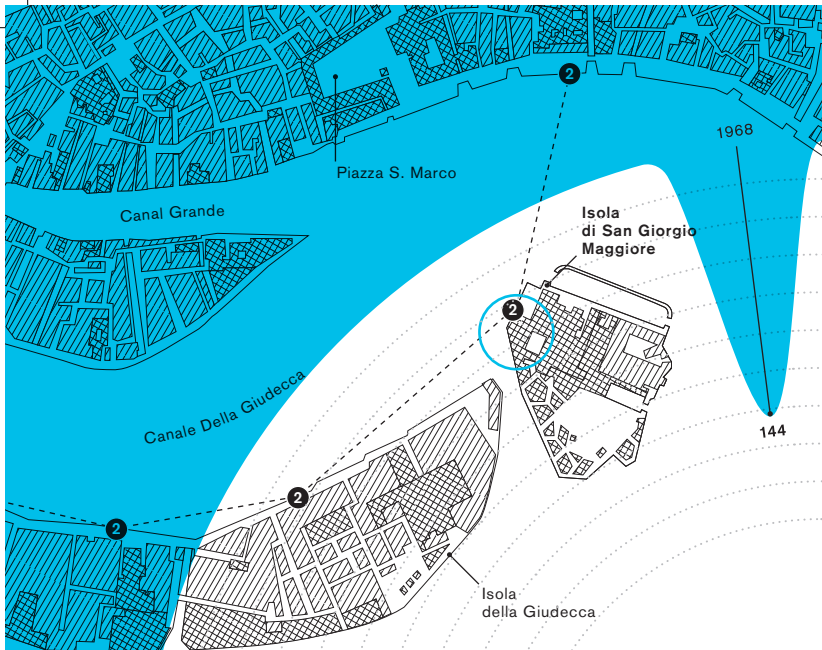 2
1968
Piazza S. Marco
Canal Grande
Isola
di San Giorgio
Maggiore
2
Canale Della Giudecca
144
2
2
Isola
della Giudecca